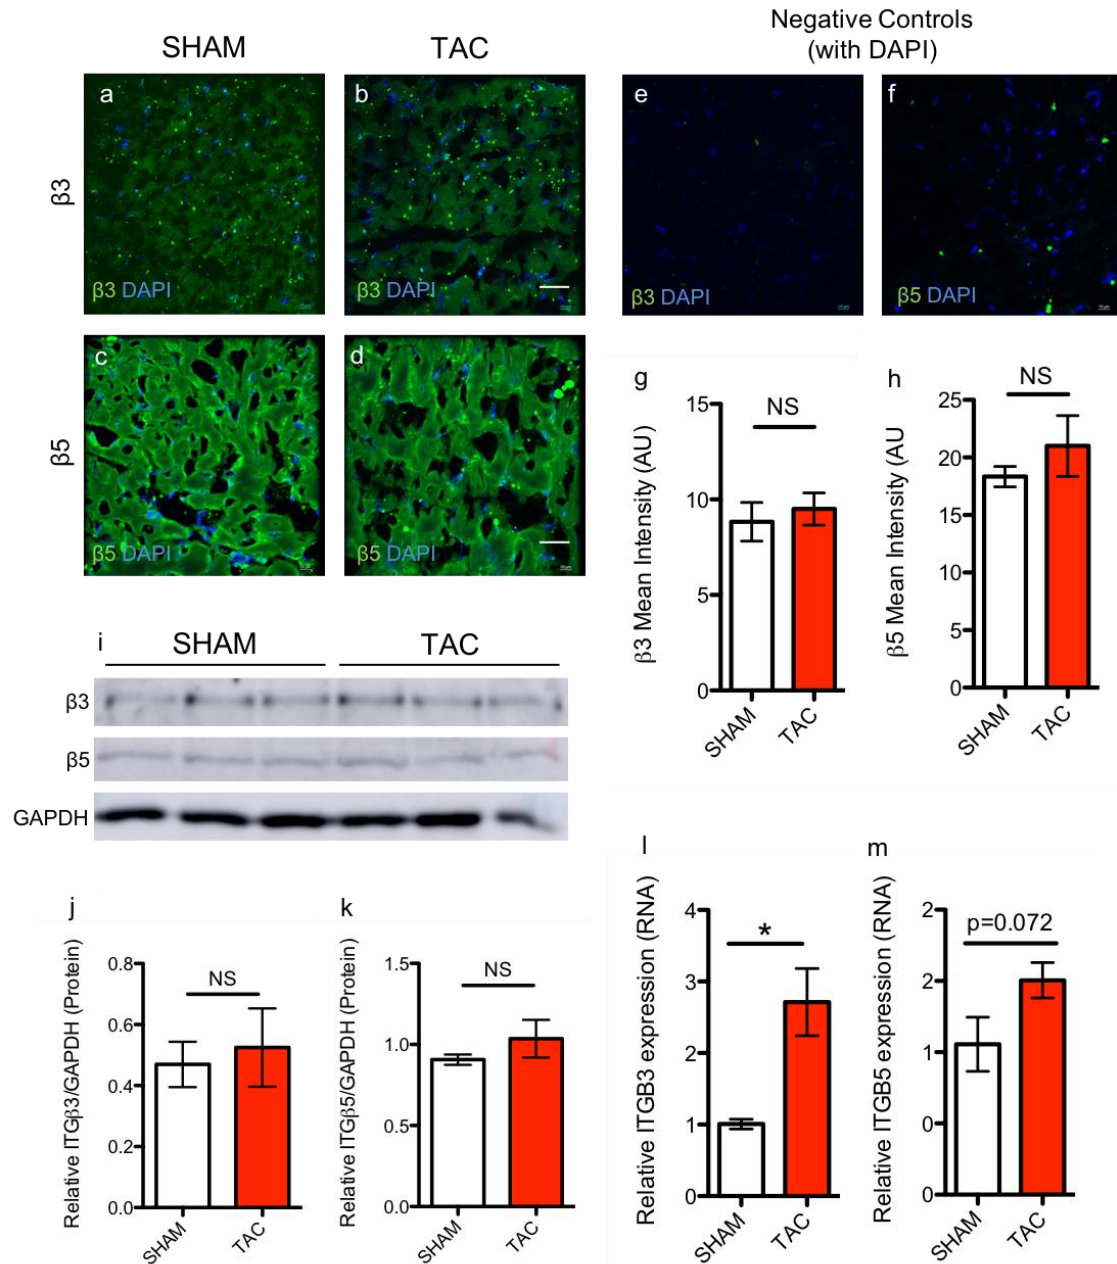 SHAM
TAC
Negative Controls
(with DAPI)
β3
a
b
e
f
β3 DAPI
β3 DAPI
β3 DAPI
β5 DAPI
β5
c
d
β5 DAPI
β5 DAPI
g
β3 Mean Intensity (AU)
15
10
5
0
NS
SHAM
TAC
h
β5 Mean Intensity (AU
25
20
15
10
5
0
NS
SHAM
TAC
i
SHAM
TAC
β3
β5
GAPDH
j
Relative ITGβ3/GAPDH (Protein)
0.8
0.6
0.4
0.2
0.0
NS
SHAM
TAC
k
Relative ITGβ5/GAPDH (Protein)
1.5
1.0
0.5
0.0
NS
SHAM
TAC
l
Relative ITGB3 expression (RNA)
4
3
2
1
0
*
SHAM
TAC
m
Relative ITGB5 expression (RNA)
2
2
1
0
0
p=0.072
SHAM
TAC